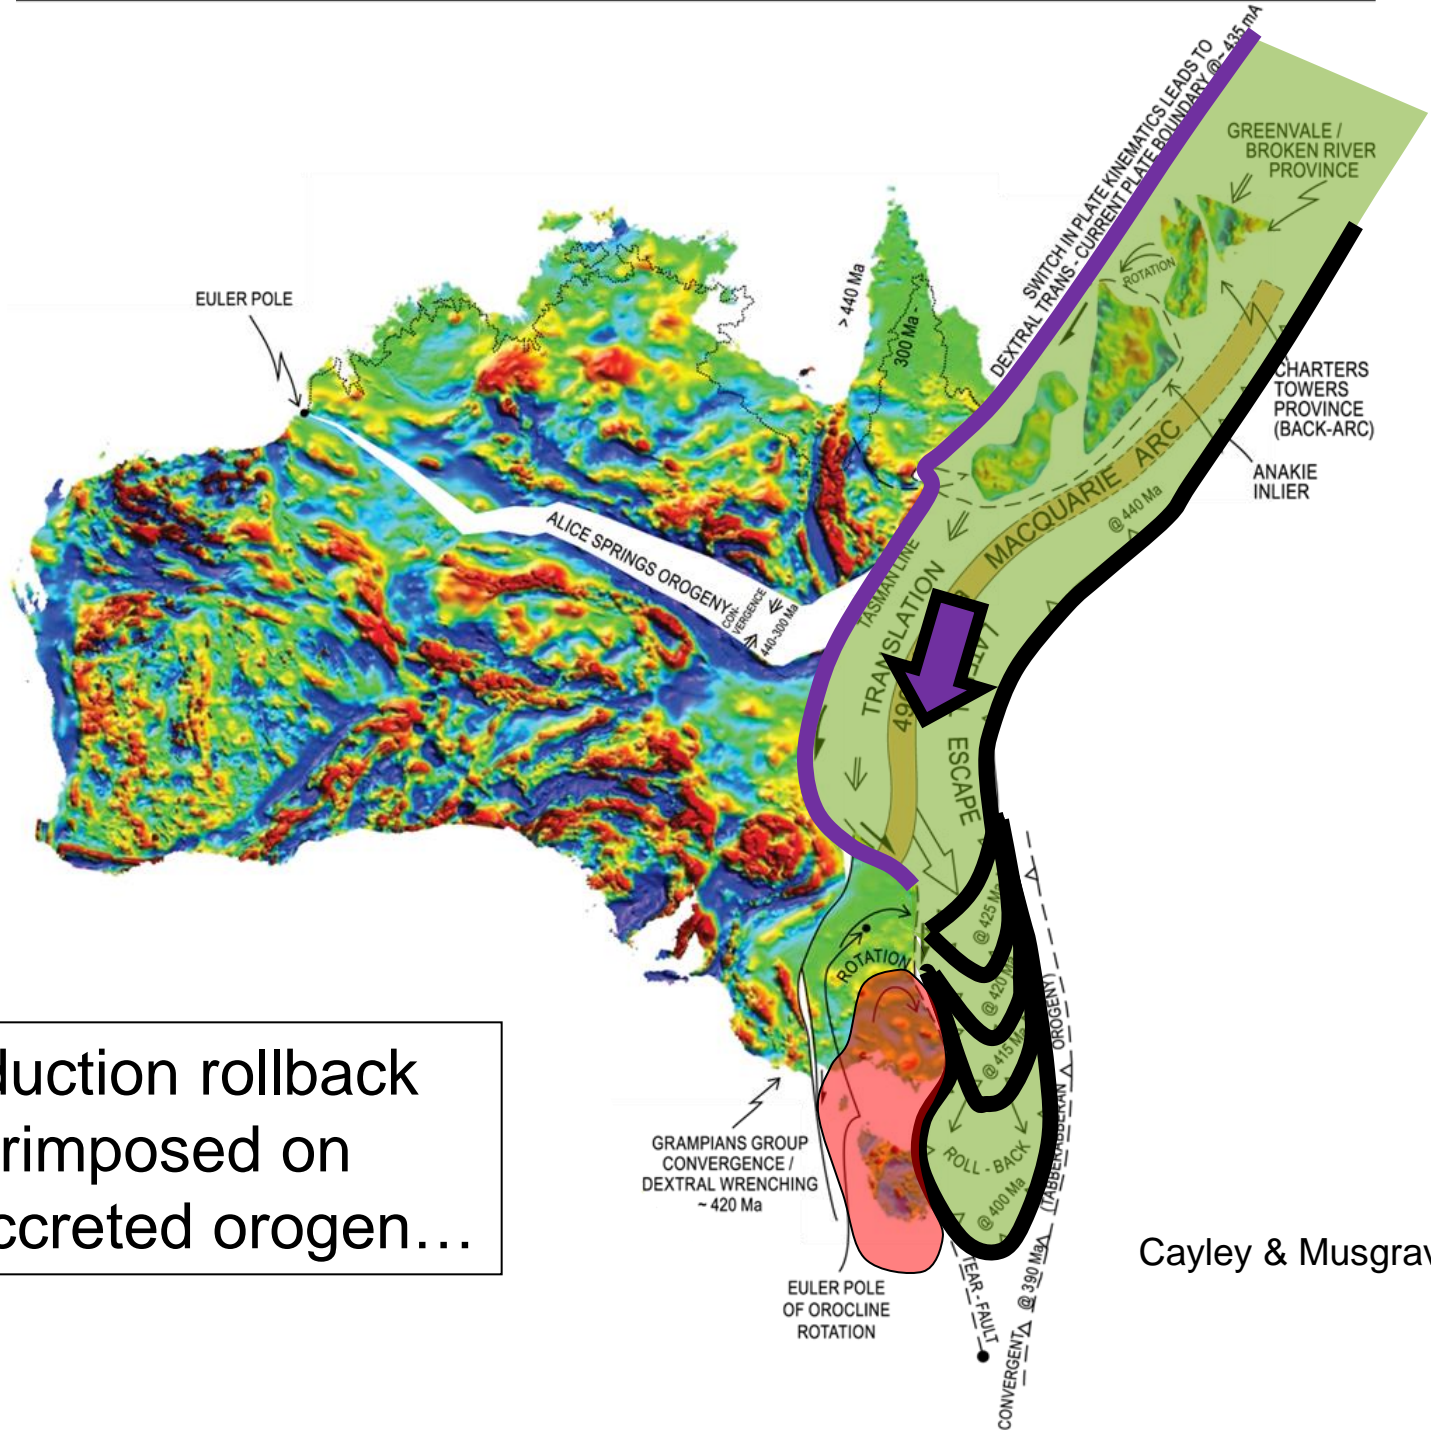 SWITCH IN PLATE KINEMATICS LEADS TO
DEXTRAL TRANS - CURRENT PLATE BOUNDARY @~ 435 mA
GREENVALE /
BROKEN RIVER
PROVINCE
ROTATION
EULER POLE
> 440 Ma
300 Ma -
CHARTERS
TOWERS
PROVINCE
(BACK-ARC)
ANAKIE
INLIER
MACQUARIE ARC
@ 440 Ma
ALICE SPRINGS OROGENY
CON-
VERGENCE
440-300 Ma
TASMAN LINE
TRANSLATION
ESCAPE
@ 425 Ma
@ 420 M
@ 415 Ma
ROTATION
ROLL - BACK
@ 400 Ma
(TABBERABBERAN OROGENY)
CONVERGENT @ 390 Ma
TEAR - FAULT
GRAMPIANS GROUP
CONVERGENCE /
DEXTRAL WRENCHING
~ 420 Ma
EULER POLE
OF OROCLINE
ROTATION
duction rollback
rimposed on
ccreted orogen…
Cayley & Musgrav